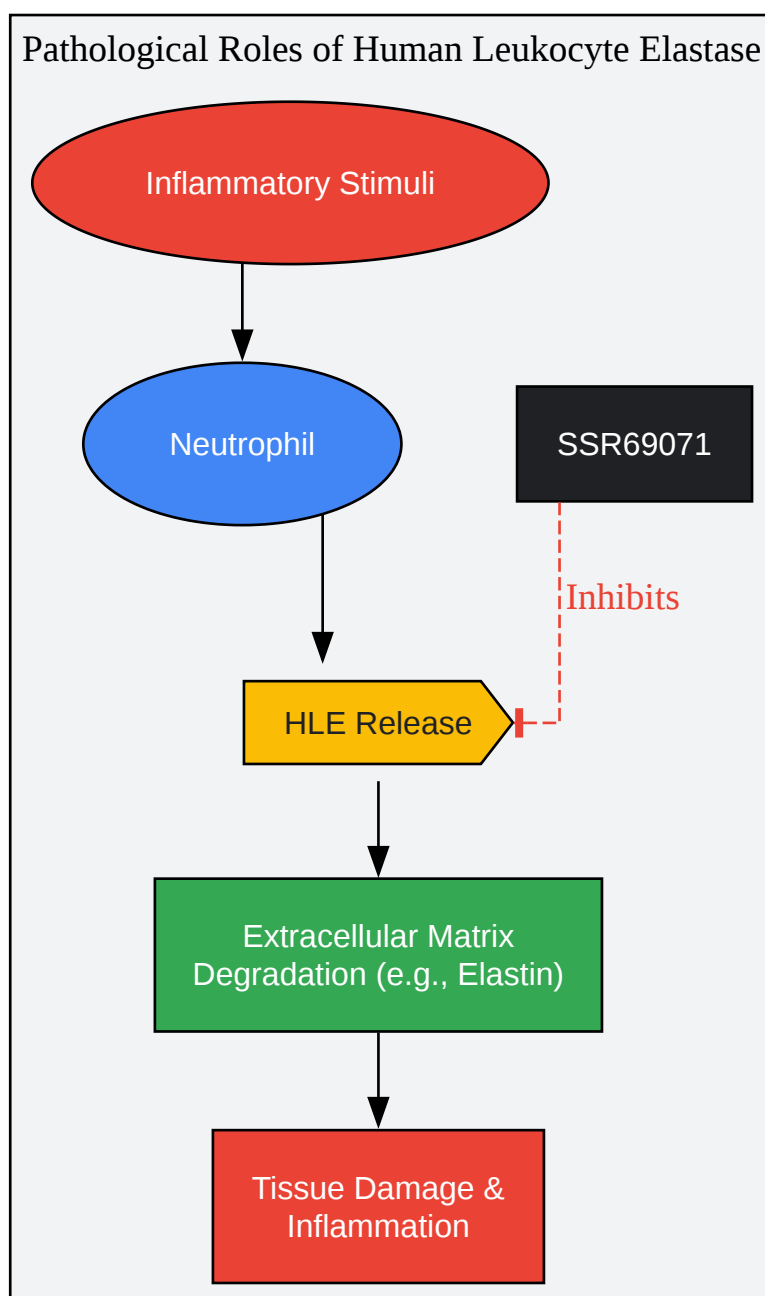 Pathological Roles of Human Leukocyte Elastase
Inflammatory Stimuli
Neutrophil
SSR69071
Inhibits
HLE Release
Extracellular Matrix
Degradation (e.g., Elastin)
Tissue Damage &
Inflammation